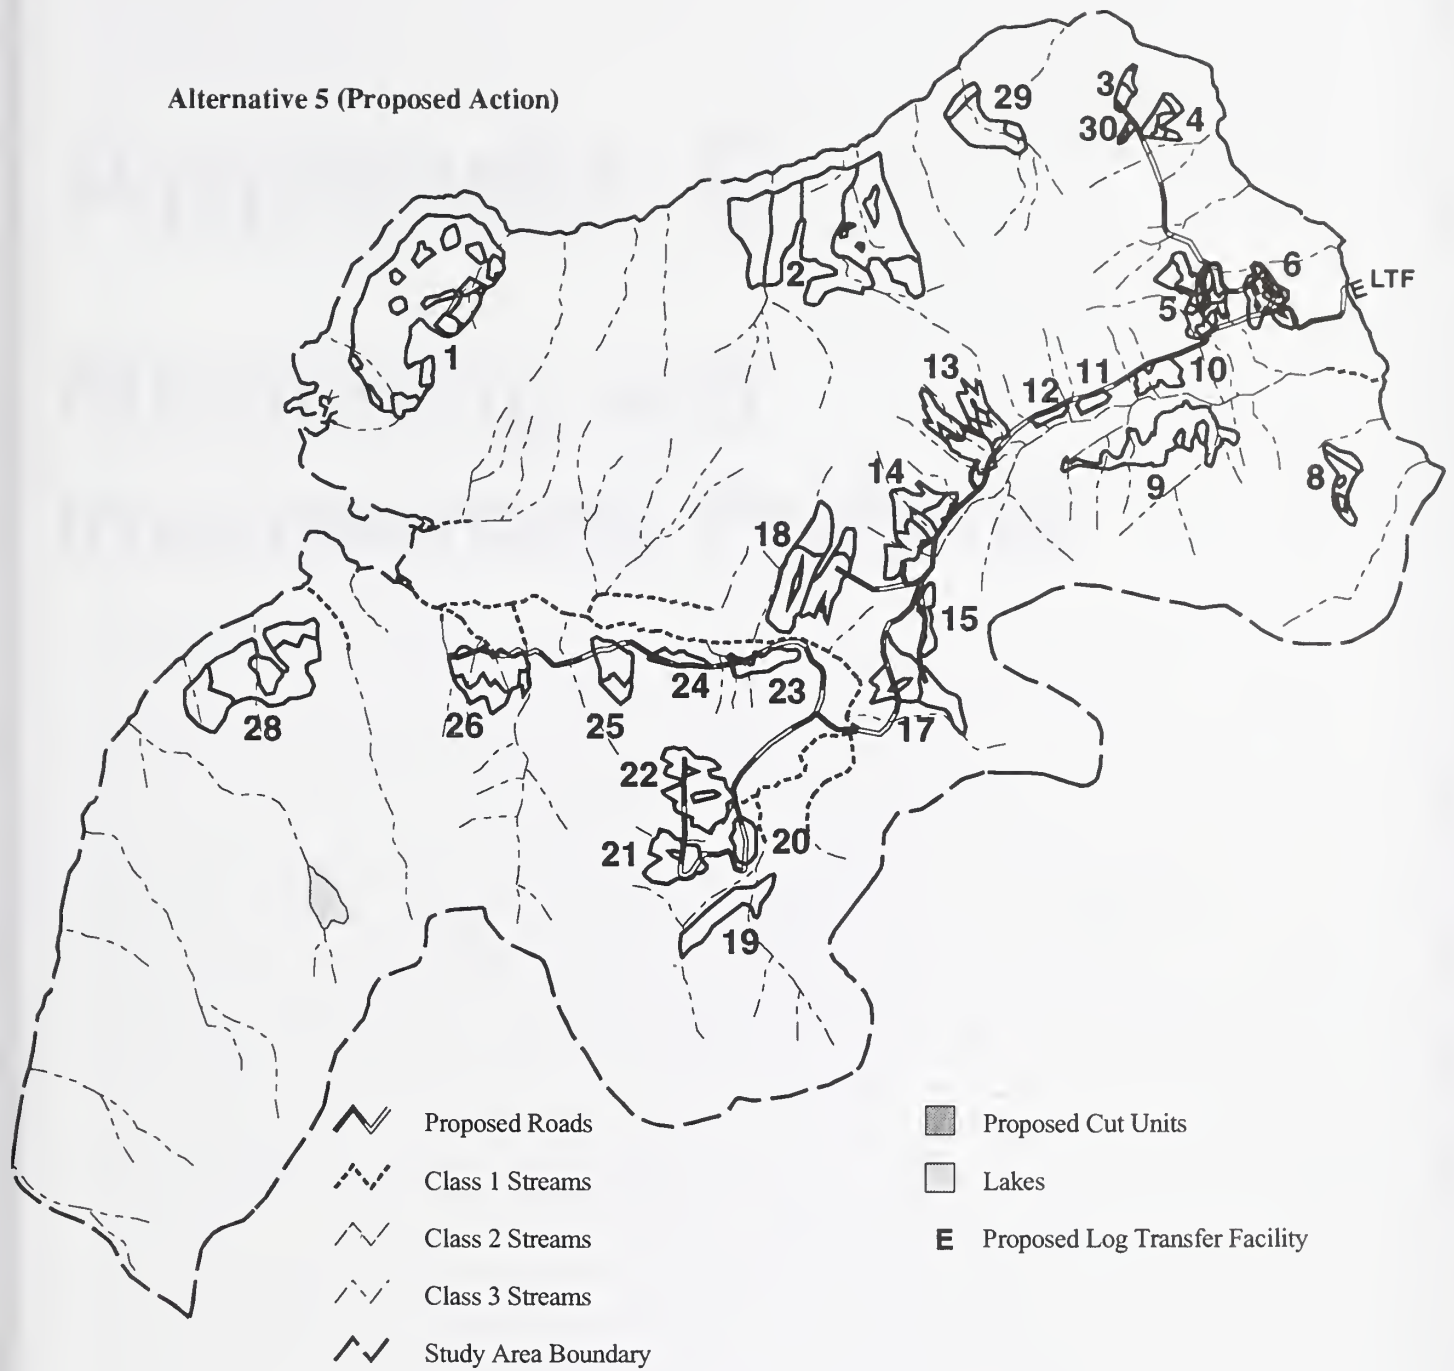 Alternative 5 (Proposed Action)
29
3
30
4
2
6
LTF
E
5
1
13
12
11
10
14
9
8
18
15
24
23
28
26
25
17
22
21
20
19
Proposed Roads
Class 1 Streams
Class 2 Streams
Class 3 Streams
Study Area Boundary
Proposed Cut Units
Lakes
E Proposed Log Transfer Facility